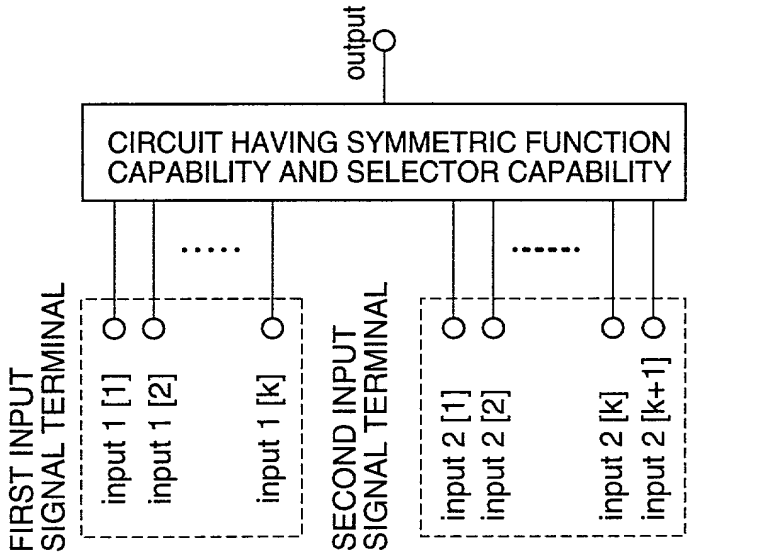 output
CIRCUIT HAVING SYMMETRIC FUNCTION
CAPABILITY AND SELECTOR CAPABILITY
FIRST INPUT
SIGNAL TERMINAL
input 1 [1]
input 1 [2]
input 1 [k]
SECOND INPUT
SIGNAL TERMINAL
input 2 [1]
input 2 [2]
input 2 [k]
input 2 [k+1]